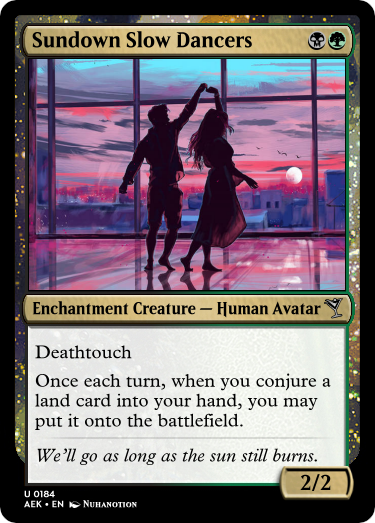 Sundown Slow Dancers
Enchantment Creature — Human Avatar
Deathtouch
Once each turn, when you conjure a
land card into your hand, you may
put it onto the battlefield.
We'll go as long as the sun still burns.
2/2
U 0184
AEK • EN Nuhanotion